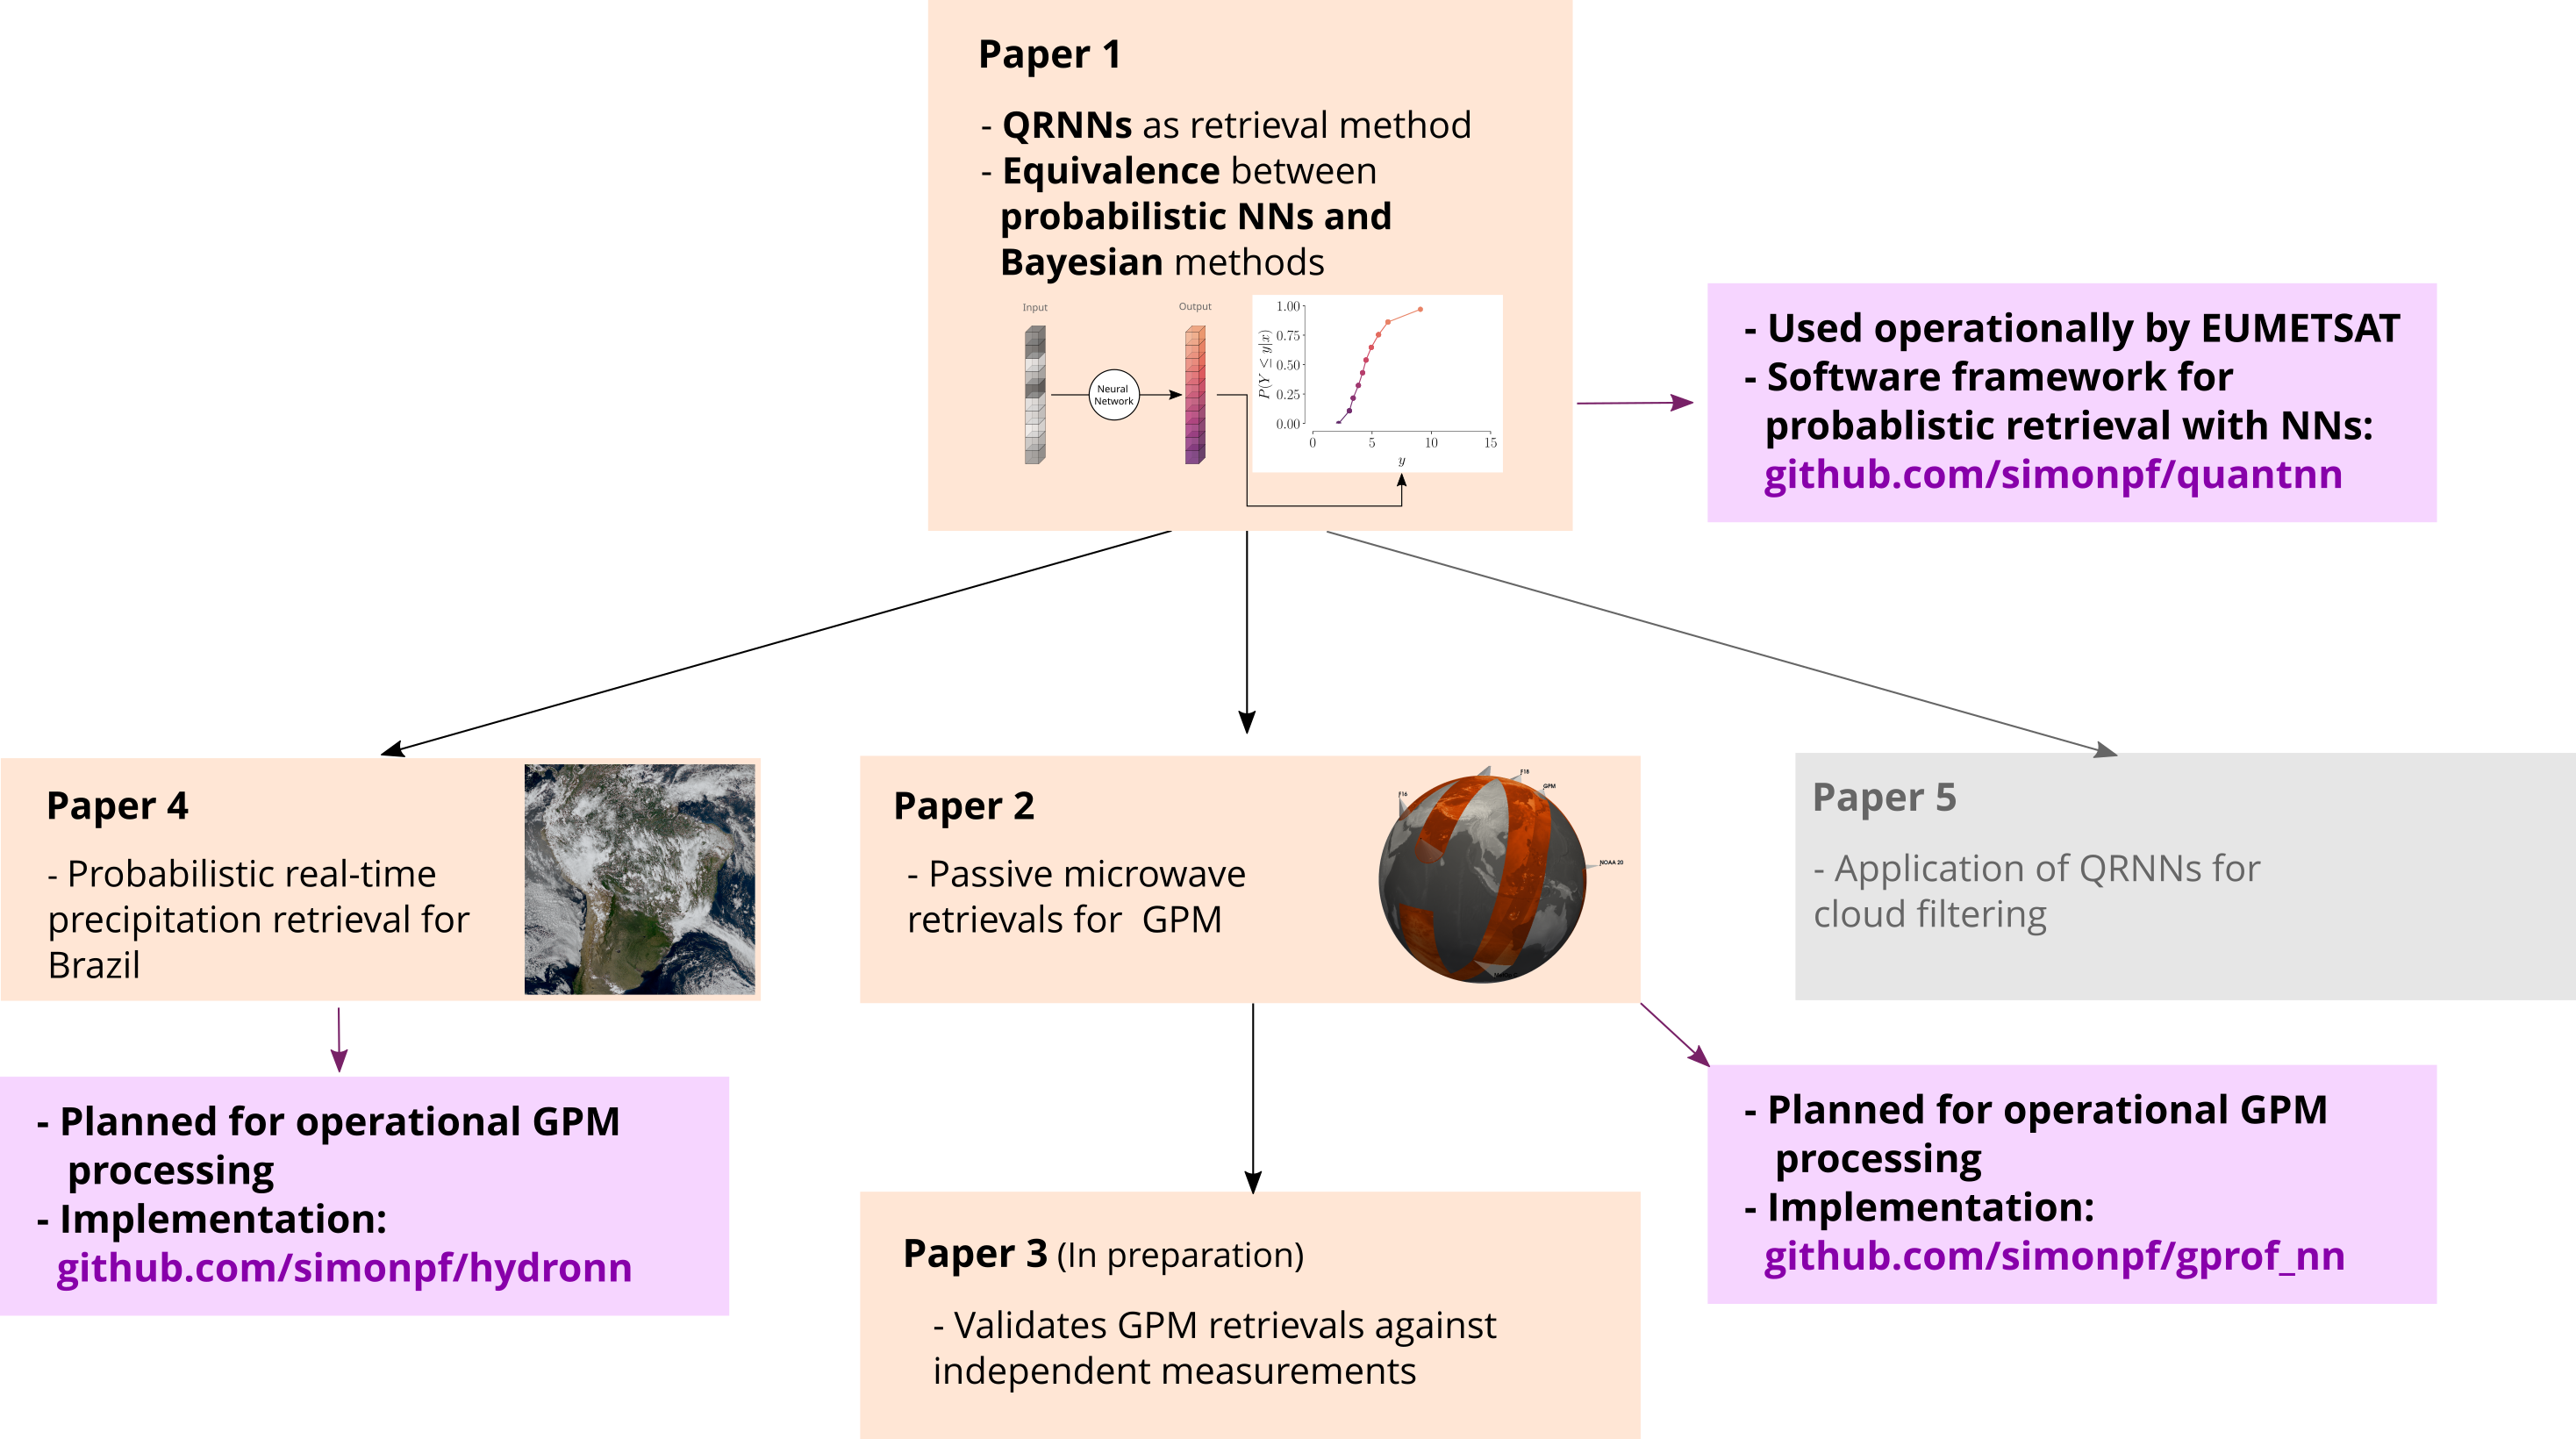 Paper 1
- QRNNs as retrieval method
- Equivalence between
probabilistic NNs and
Bayesian methods
Input
Output
Neural
Network
1.00
0.75
0.50
0.25
0.00
P(Y ≤ y|x)
0 5 10 15
y
- Used operationally by EUMETSAT
- Software framework for
probablistic retrieval with NNs:
github.com/simonpf/quantnn
Paper 4
- Probabilistic real-time
precipitation retrieval for
Brazil
Paper 2
- Passive microwave
retrievals for GPM
F16
F18
GPM
NOAA 20
Paper 5
- Application of QRNNs for
cloud filtering
- Planned for operational GPM
processing
- Implementation:
github.com/simonpf/hydronn
- Planned for operational GPM
processing
- Implementation:
github.com/simonpf/gprof_nn
Paper 3 (In preparation)
- Validates GPM retrievals against
independent measurements